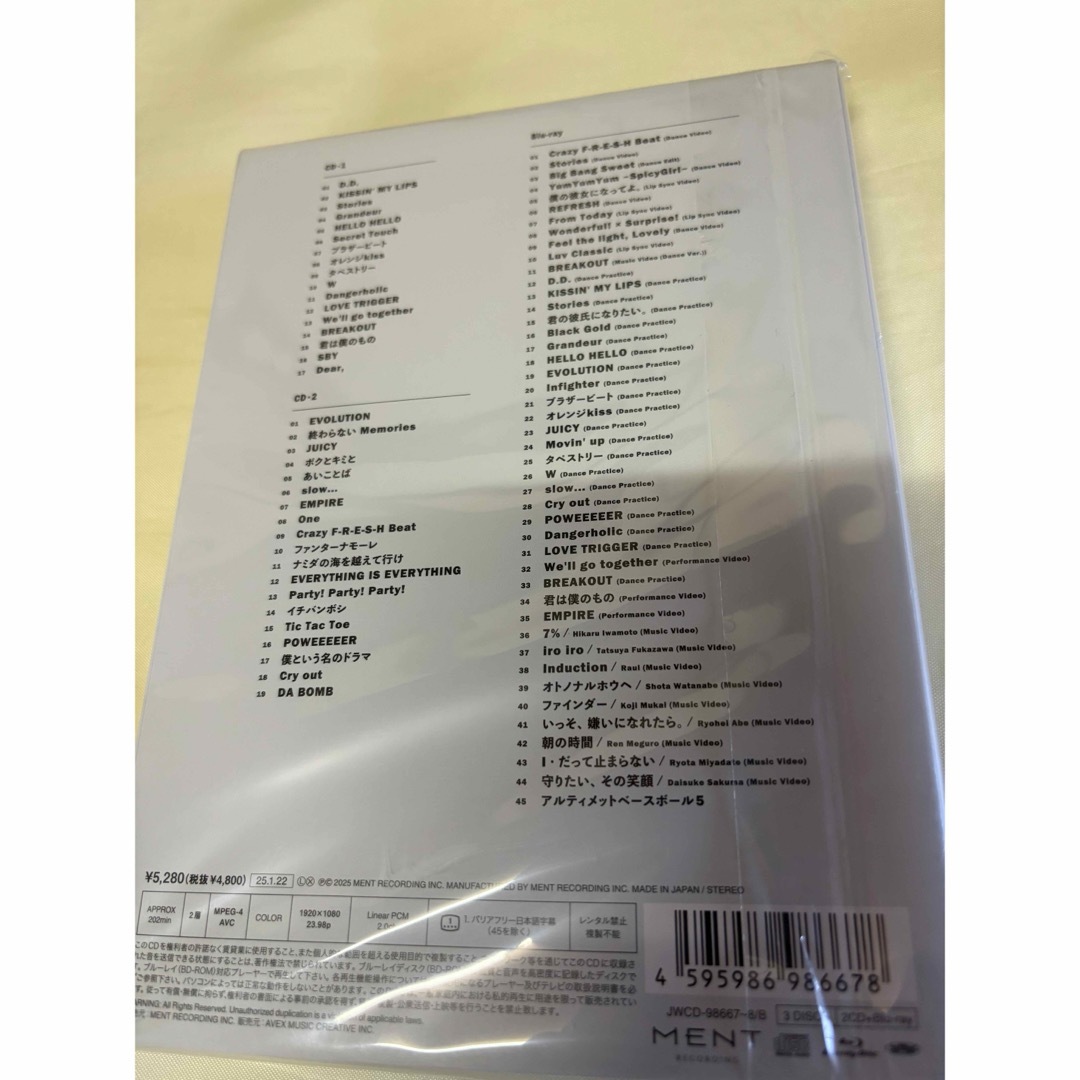 CD-1
01 D.D.
02 KISSIN' MY LIPS
03 Stories
04 Grandeur
05 HELLO HELLO
06 Secret Touch
07 ブラザービート
08 オレンジkiss
09 タペストリー
10 W
11 Dangerholic
12 LOVE TRIGGER
13 We'll go together
14 BREAKOUT
15 君は僕のもの
16 SBY
17 Dear,
CD-2
01 EVOLUTION
02 終わらない Memories
03 JUICY
04 ボクとキミと
05 あいことば
06 slow...
07 EMPIRE
08 One
09 Crazy F-R-E-S-H Beat
10 ファンターナモーレ
11 ナミダの海を越えて行け
12 EVERYTHING IS EVERYTHING
13 Party! Party! Party!
14 イチバンボシ
15 Tic Tac Toe
16 POWEEEEER
17 僕という名のドラマ
18 Cry out
19 DA BOMB
Blu-ray
01 Crazy F-R-E-S-H Beat (Dance Video)
02 Stories (Dance Video)
03 Big Bang Sweet (Dance Edit)
04 YumYumYum ~SpicyGirl~ (Dance Video)
05 僕の彼女になってよ。(Lip Sync Video)
06 REFRESH (Dance Video)
07 From Today (Lip Sync Video)
08 Wonderful! × Surprise! (Lip Sync Video)
09 Feel the light, Lovely (Dance Video)
10 Luv Classic (Lip Sync Video)
11 BREAKOUT (Music Video (Dance Ver.))
12 D.D. (Dance Practice)
13 KISSIN' MY LIPS (Dance Practice)
14 Stories (Dance Practice)
15 君の彼氏になりたい。(Dance Practice)
16 Black Gold (Dance Practice)
17 Grandeur (Dance Practice)
18 HELLO HELLO (Dance Practice)
19 EVOLUTION (Dance Practice)
20 Infighter (Dance Practice)
21 ブラザービート (Dance Practice)
22 オレンジkiss (Dance Practice)
23 JUICY (Dance Practice)
24 Movin' up (Dance Practice)
25 タペストリー (Dance Practice)
26 W (Dance Practice)
27 slow... (Dance Practice)
28 Cry out (Dance Practice)
29 POWEEEEER (Dance Practice)
30 Dangerholic (Dance Practice)
31 LOVE TRIGGER (Dance Practice)
32 We'll go together (Performance Video)
33 BREAKOUT (Dance Practice)
34 君は僕のもの (Performance Video)
35 EMPIRE (Performance Video)
36 7% / Hikaru Iwamoto (Music Video)
37 iro iro / Tatsuya Fukazawa (Music Video)
38 Induction / Raul (Music Video)
39 オトノナルホウへ / Shota Watanabe (Music Video)
40 ファインダー / Koji Mukai (Music Video)
41 いっそ、嫌いになれたら。/ Ryohei Abe (Music Video)
42 朝の時間 / Ren Meguro (Music Video)
43 I・だって止まらない / Ryota Miyadate (Music Video)
44 守りたい、その笑顔 / Daisuke Sakuma (Music Video)
45 アルティメットベースボール5
¥5,280(税抜¥4,800) 25.1.22 Ⓛ Ⓧ ℗© 2025 MENT RECORDING INC. MANUFACTURED BY MENT RECORDING INC. MADE IN JAPAN / STEREO
APPROX 202min
2層
MPEG-4 AVC
COLOR
1920×1080 23.98p
Linear PCM
1. バリアフリー日本語字幕 (45を除く)
レンタル禁止 複製不能
WARNING: All Rights Reserved. Unauthorized duplication is a violation of applicable laws.
MENT RECORDING INC. 販売元：AVEX MUSIC CREATIVE INC.
4 595986 986678
JWCD-98667~8/B
3 DISCS
2CD+Blu-ray
MENT
RECORDING